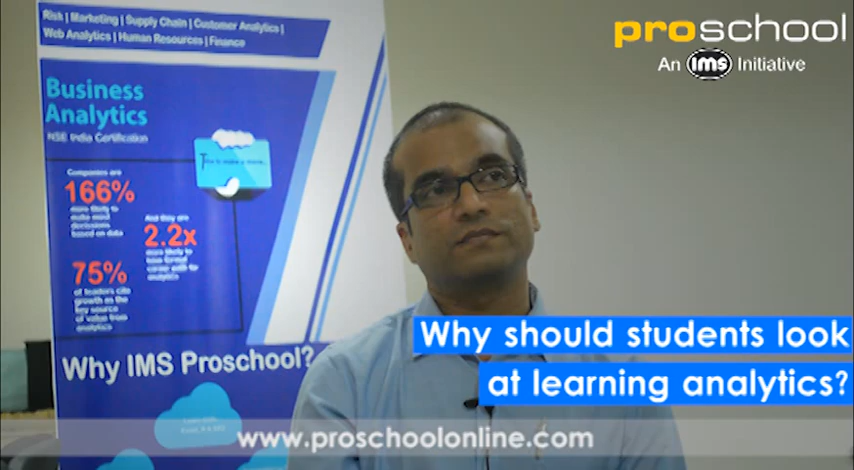 Risk | Marketing | Supply Chain | Customer Analytics |
Web Analytics | Human Resources | Finance
proschool
An ims Initiative
Business
Analytics
NSE India Certification
Companies are
166%
more likely to
make most
decisions
based on data
And they are
2.2x
more likely to
have formal
career path for
analytics
75%
of leaders cite
growth as the
key source
of value from
analytics
Why IMS Proschool?
Why should students look
at learning analytics?
www.proschoolonline.com